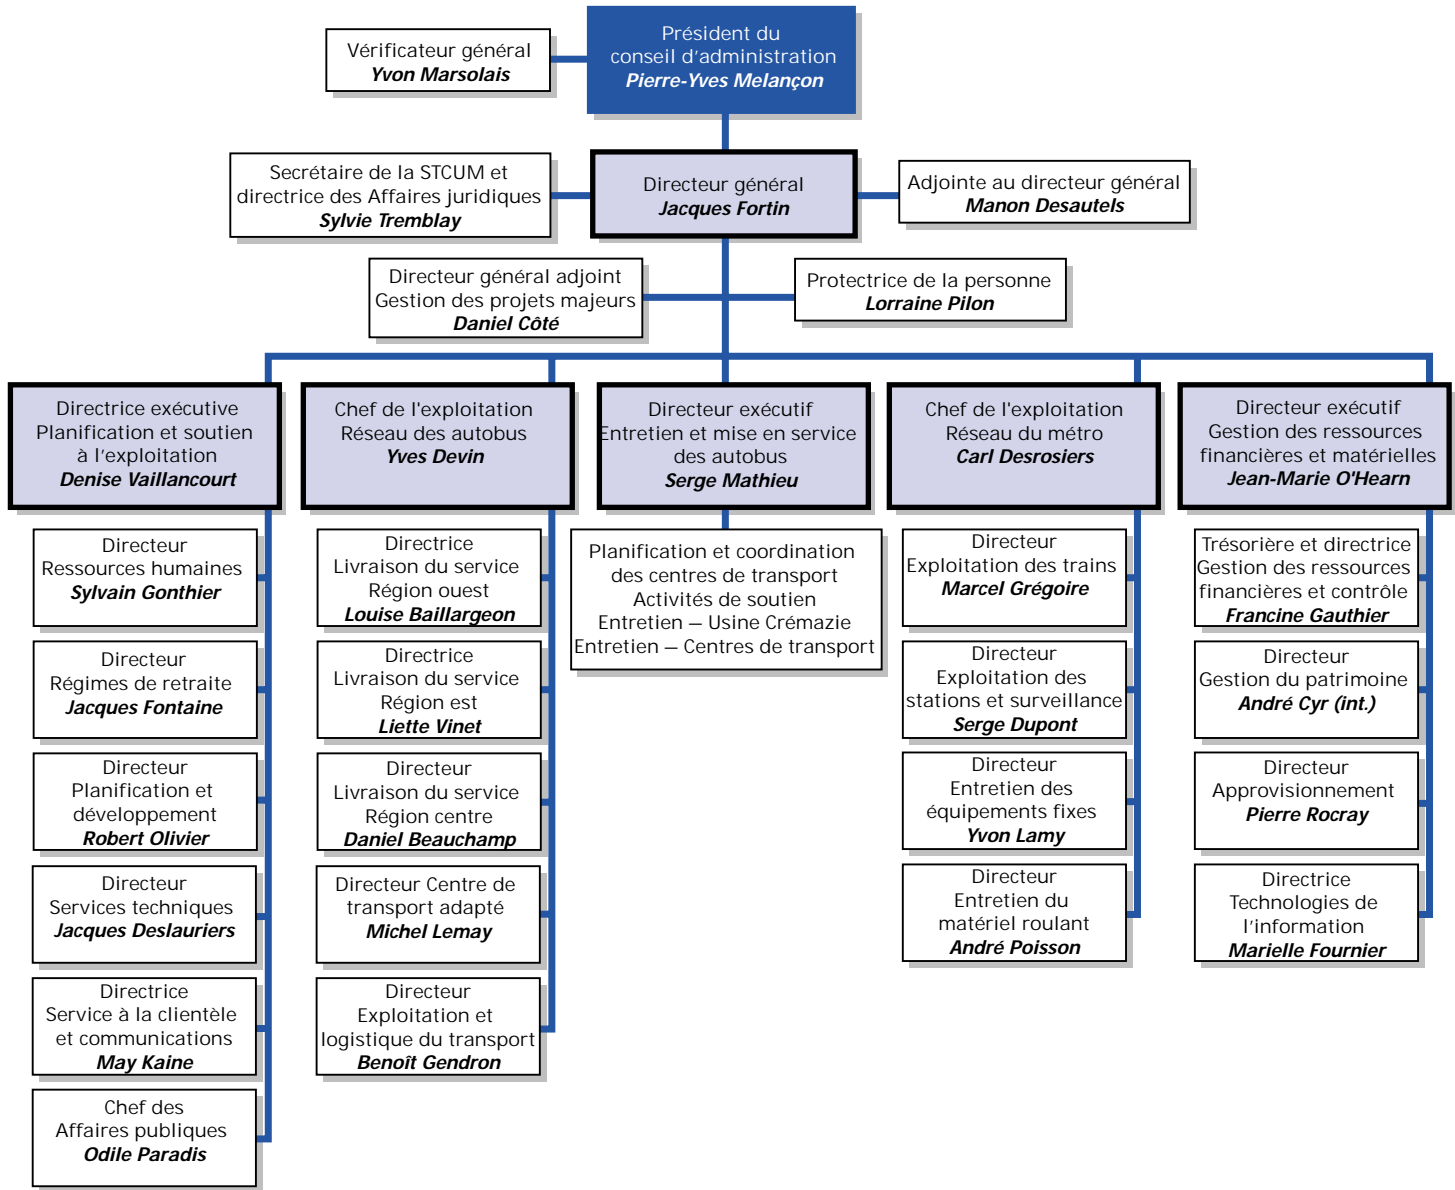 Président du
conseil d'administration
Pierre-Yves Melançon
Vérificateur général
Yvon Marsolais
Secrétaire de la STCUM et
directrice des Affaires juridiques
Sylvie Tremblay
Directeur général
Jacques Fortin
Adjointe au directeur général
Manon Desautels
Directeur général adjoint
Gestion des projets majeurs
Daniel Côté
Protectrice de la personne
Lorraine Pilon
Directrice exécutive
Planification et soutien
à l'exploitation
Denise Vaillancourt
Directeur
Ressources humaines
Sylvain Gonthier
Directeur
Régimes de retraite
Jacques Fontaine
Directeur
Planification et
développement
Robert Olivier
Directeur
Services techniques
Jacques Deslauriers
Directrice
Service à la clientèle
et communications
May Kaine
Chef des
Affaires publiques
Odile Paradis
Chef de l'exploitation
Réseau des autobus
Yves Devin
Directrice
Livraison du service
Région ouest
Louise Baillargeon
Directrice
Livraison du service
Région est
Liette Vinet
Directeur
Livraison du service
Région centre
Daniel Beauchamp
Directeur Centre de
transport adapté
Michel Lemay
Directeur
Exploitation et
logistique du transport
Benoît Gendron
Directeur exécutif
Entretien et mise en service
des autobus
Serge Mathieu
Planification et coordination
des centres de transport
Activités de soutien
Entretien – Usine Crémazie
Entretien – Centres de transport
Chef de l'exploitation
Réseau du métro
Carl Desrosiers
Directeur
Exploitation des trains
Marcel Grégoire
Directeur
Exploitation des
stations et surveillance
Serge Dupont
Directeur
Entretien des
équipements fixes
Yvon Lamy
Directeur
Entretien du
matériel roulant
André Poisson
Directeur exécutif
Gestion des ressources
financières et matérielles
Jean-Marie O'Hearn
Trésorière et directrice
Gestion des ressources
financières et contrôle
Francine Gauthier
Directeur
Gestion du patrimoine
André Cyr (int.)
Directeur
Approvisionnement
Pierre Rocray
Directrice
Technologies de
l'information
Marielle Fournier